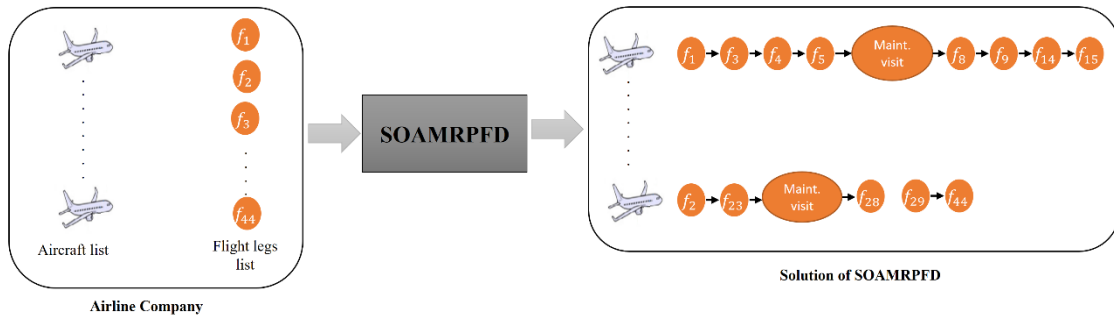 f₁
f₂
f₃
f₄₄
Aircraft list
Flight legs
list
Airline Company
SOAMRPFD
f₁ f₃ f₄ f₅ Maint. visit f₈ f₉ f₁₄ f₁₅
f₂ f₂₃ Maint. visit f₂₈ f₂₉ f₄₄
Solution of SOAMRPFD